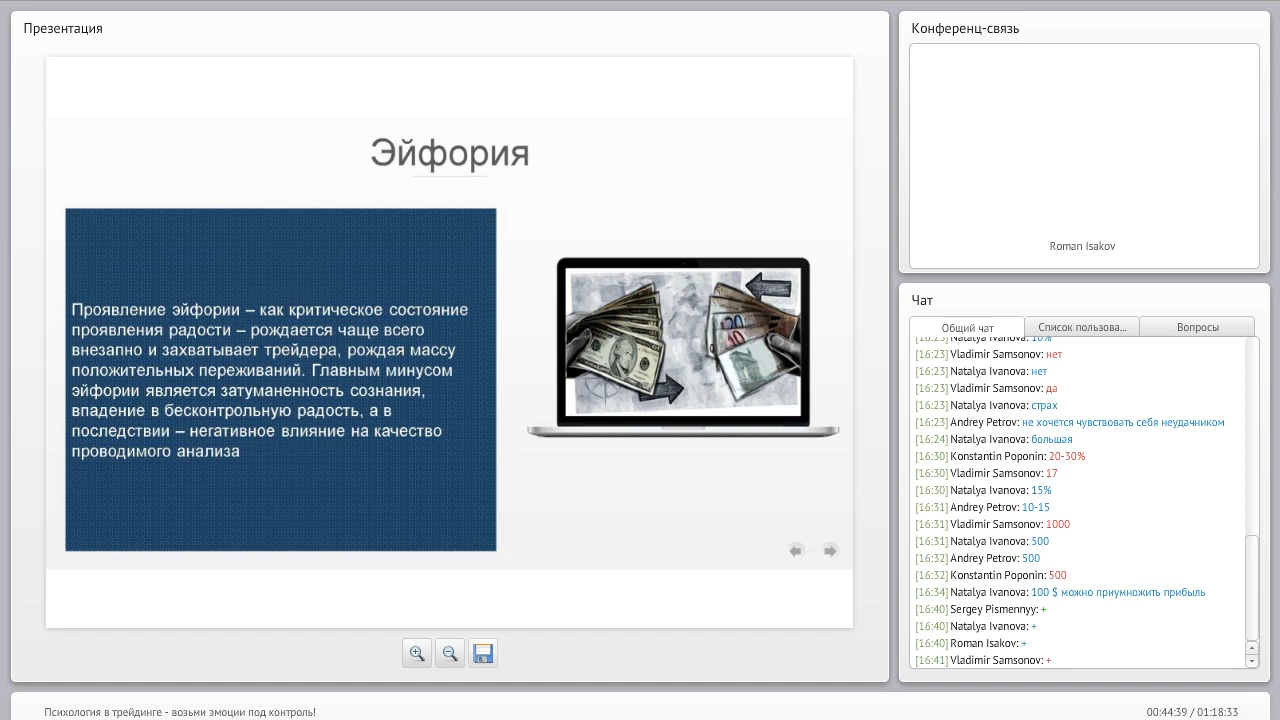 Презентация
Эйфория
Проявление эйфории – как критическое состояние
проявления радости – рождается чаще всего
внезапно и захватывает трейдера, рождая массу
положительных переживаний. Главным минусом
эйфории является затуманенность сознания,
впадение в бесконтрольную радость, а в
последствии – негативное влияние на качество
проводимого анализа
Конференц-связь
Roman Isakov
Чат
Общий чат
Список пользова...
Вопросы
[16:23] Natalya Ivanova: 10%
[16:23] Vladimir Samsonov: нет
[16:23] Natalya Ivanova: нет
[16:23] Vladimir Samsonov: да
[16:23] Natalya Ivanova: страх
[16:23] Andrey Petrov: не хочется чувствовать себя неудачником
[16:24] Natalya Ivanova: большая
[16:30] Konstantin Poponin: 20-30%
[16:30] Vladimir Samsonov: 17
[16:30] Natalya Ivanova: 15%
[16:31] Andrey Petrov: 10-15
[16:31] Vladimir Samsonov: 1000
[16:31] Natalya Ivanova: 500
[16:32] Andrey Petrov: 500
[16:32] Konstantin Poponin: 500
[16:34] Natalya Ivanova: 100 $ можно приумножить прибыль
[16:40] Sergey Pismennyy: +
[16:40] Natalya Ivanova: +
[16:40] Roman Isakov: +
[16:41] Vladimir Samsonov: +
Психология в трейдинге - возьми эмоции под контроль!
00:44:39 / 01:18:33